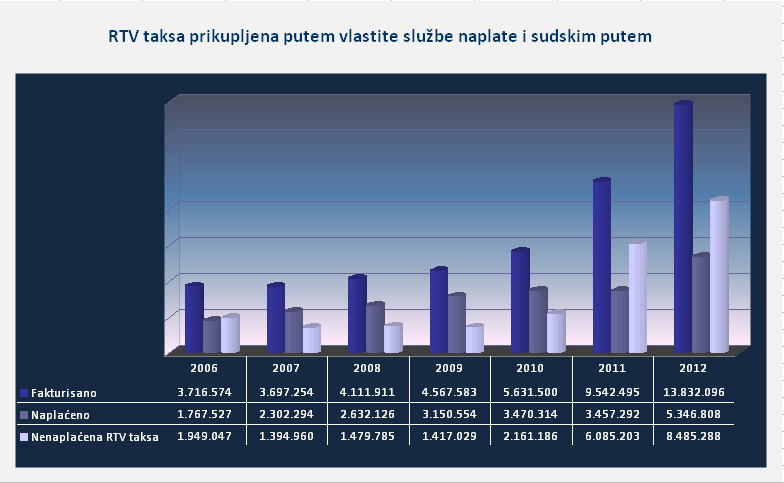 RTV taksa prikupljena putem vlastite službe naplate i sudskim putem
2006 2007 2008 2009 2010 2011 2012
Fakturisano 3.716.574 3.697.254 4.111.911 4.567.583 5.631.500 9.542.495 13.832.096
Naplaćeno 1.767.527 2.302.294 2.632.126 3.150.554 3.470.314 3.457.292 5.346.808
Nenaplaćena RTV taksa 1.949.047 1.394.960 1.479.785 1.417.029 2.161.186 6.085.203 8.485.288